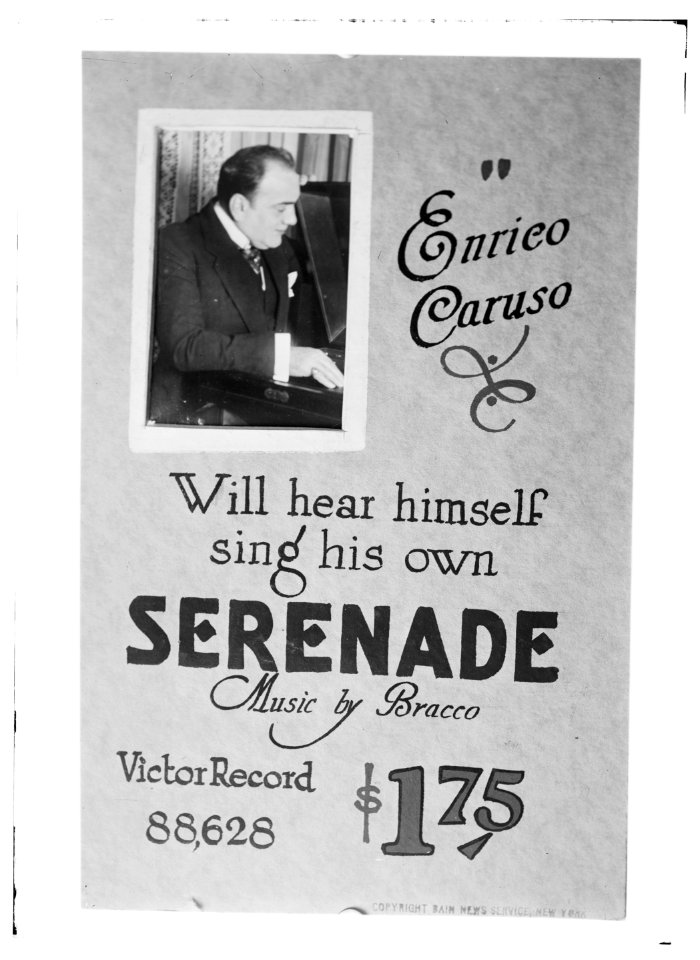 "
Enrico
Caruso
Will hear himself
sing his own
SERENADE
Music by Bracco
Victor Record
88,628
$1.75
COPYRIGHT BAIN NEWS SERVICE, NEW YORK